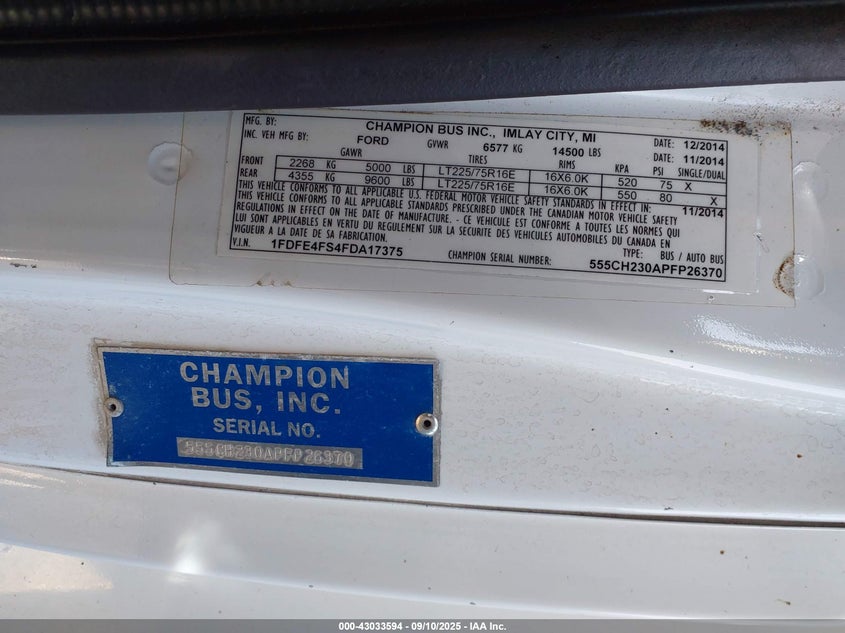 MFG. BY: CHAMPION BUS INC., IMLAY CITY, MI DATE: 12/2014
INC. VEH MFG BY: FORD GVWR 6577 KG 14500 LBS DATE: 11/2014
GAWR TIRES RIMS KPA PSI SINGLE/DUAL
FRONT 2268 KG 5000 LBS LT225/75R16E 16X6.0K 520 75 X
REAR 4355 KG 9600 LBS LT225/75R16E 16X6.0K 550 80 X
THIS VEHICLE CONFORMS TO ALL APPLICABLE U.S. FEDERAL MOTOR VEHICLE SAFETY STANDARDS IN EFFECT IN: 11/2014
THIS VEHICLE CONFORMS TO ALL APPLICABLE STANDARDS PRESCRIBED UNDER THE CANADIAN MOTOR VEHICLE SAFETY
REGULATIONS IN EFFECT ON THE DATE OF MANUFACTURE. - CE VEHICULE EST CONFORME A TOUTES LES NORMES QUI
LUI SONT APPLICABLES EN VERTU DU REGLEMENT SUR LA SECURITE DES VEHICULES AUTOMOBILES DU CANADA EN
VIGUEUR A LA DATE DE SA FABRICATION. TYPE: BUS / AUTO BUS
V.I.N. 1FDFE4FS4FDA17375 CHAMPION SERIAL NUMBER: 555CH230APFP26370
CHAMPION
BUS, INC.
SERIAL NO.
555CH230APFP26370
000-43033594 - 09/10/2025 - IAA Inc.